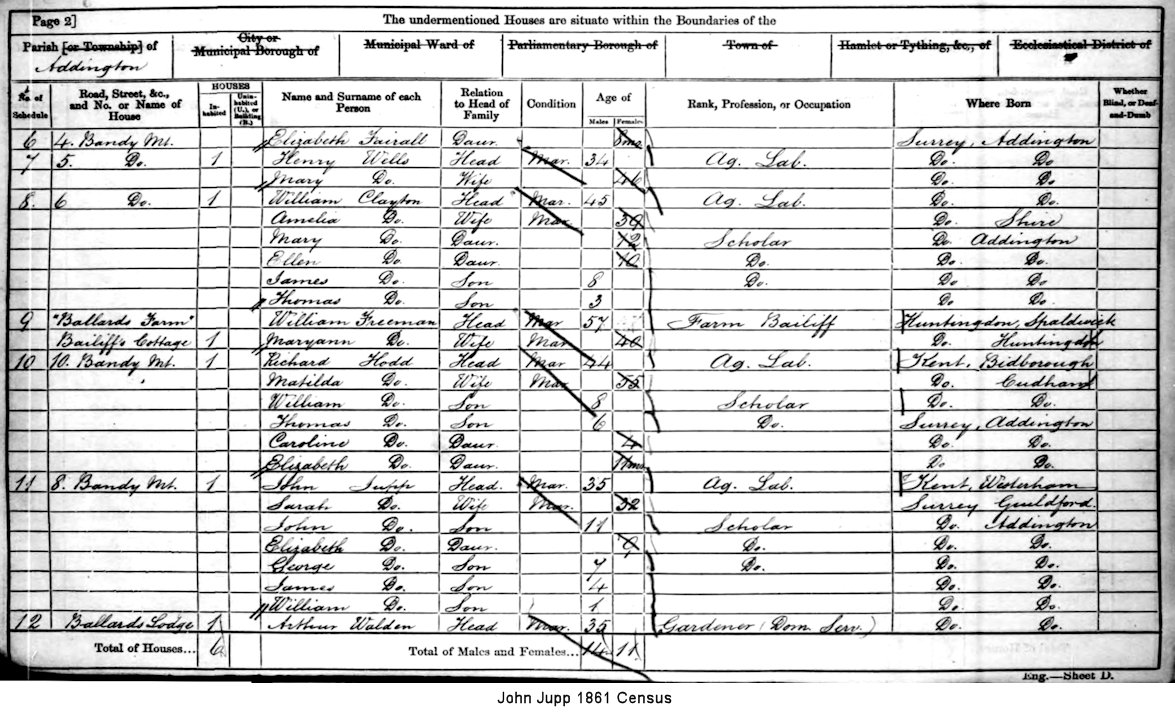 Page 2] The undermentioned Houses are situate within the Boundaries of the
Parish [or Township] of City or Municipal Borough of Municipal Ward of Parliamentary Borough of Town of Hamlet or Tything, &c., of Ecclesiastical District of
Addington
No. of Schedule Road, Street, &c., and No. or Name of House HOUSES Inhabited Uninhabited (U.), or Building (B.) Name and Surname of each Person Relation to Head of Family Condition Age of Males Females Rank, Profession, or Occupation Where Born Whether Blind, or Deaf-and-Dumb
6 4. Bandy Mt. Elizabeth Fairall Daur. 8ms Surrey, Addington
7 5. Do. 1 Henry Wells Head Mar. 34 Ag. Lab. Do. Do
Mary Do. Wife 46 Do. Do.
8. 6 Do. 1 William Clayton Head Mar. 45 Ag. Lab. Do. Do.
Amelia Do. Wife Mar 39 Do. Shire
Mary Do. Daur. 12 Scholar Do. Addington
Ellen Do. Daur. 10 Do. Do. Do.
James Do. Son 8 Do. Do. Do
Thomas Do. Son 3 Do. Do.
9 "Ballards Farm" William Freeman Head Mar 57 Farm Bailiff Huntingdon, Spaldwick
Bailiff's Cottage 1 Maryann Do. Wife Mar 40 Do. Huntingdon
10 10. Bandy Mt. 1 Richard Hodd Head Mar 44 Ag. Lab. Kent, Bidborough
Matilda Do. Wife Mar 35 Do. Cudham
William Do. Son 8 Scholar Do. Do.
Thomas Do. Son 6 Do. Surrey, Addington
Caroline Do. Daur. 4 Do. Do.
Elizabeth Do. Daur. 11ms Do Do.
11 8. Bandy Mt. 1 John Jupp Head. Mar. 35 Ag. Lab. Kent, Westerham
Sarah Do. Wife Mar. 32 Surrey Guildford.
John Do. Son 11 Scholar Do. Addington
Elizabeth Do. Daur. 9 Do. Do. Do.
George Do. Son 7 Do. Do. Do.
James Do. Son 4 Do. Do.
William Do. Son 1 Do. Do.
12 Ballards Lodge 1 Arthur Walden Head Mar. 35 Gardener (Dom. Serv.) Do. Do.
Total of Houses... 6 Total of Males and Females... 14 11
Eng.—Sheet D.
John Jupp 1861 Census